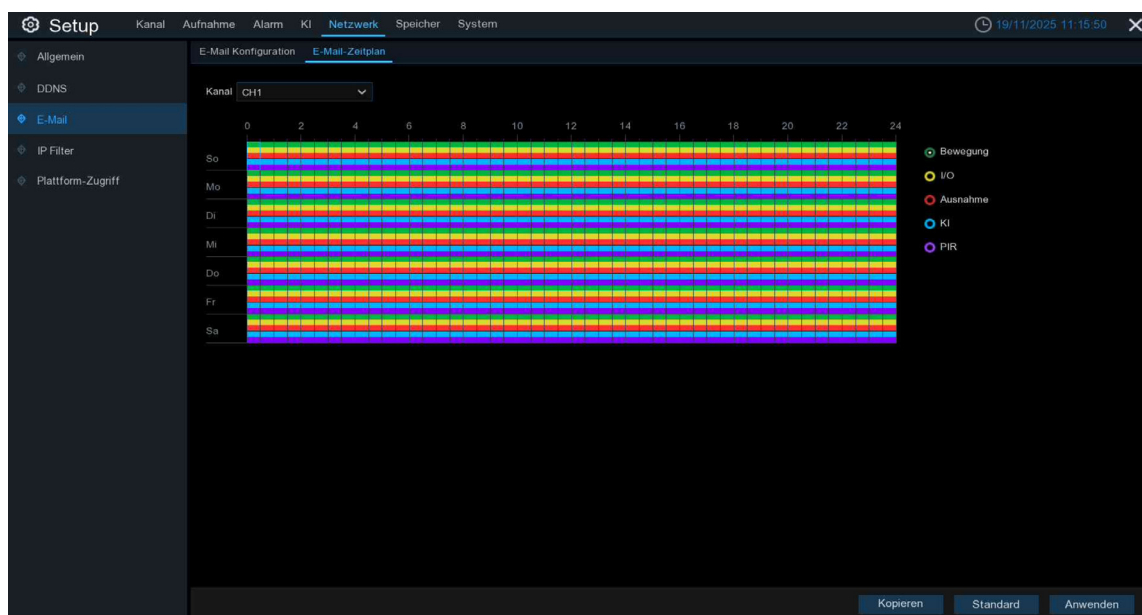 Setup Kanal Aufnahme Alarm KI Netzwerk Speicher System 19/11/2025 11:15:50
Allgemein
DDNS
E-Mail
IP Filter
Plattform-Zugriff
E-Mail Konfiguration E-Mail-Zeitplan
Kanal CH1
0 2 4 6 8 10 12 14 16 18 20 22 24
So
Mo
Di
Mi
Do
Fr
Sa
Bewegung
I/O
Ausnahme
KI
PIR
Kopieren Standard Anwenden